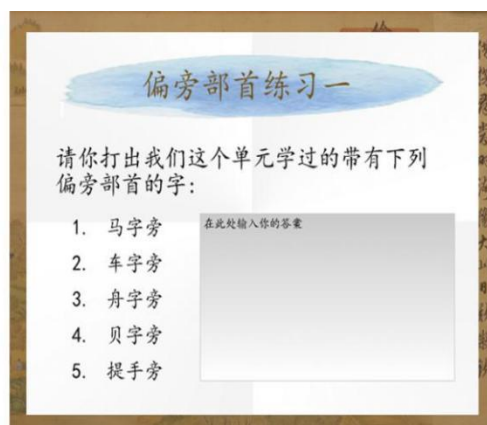 偏旁部首练习一
请你打出我们这个单元学过的带有下列
偏旁部首的字：
1. 马字旁
2. 车字旁
3. 舟字旁
4. 贝字旁
5. 提手旁
在此处输入你的答案